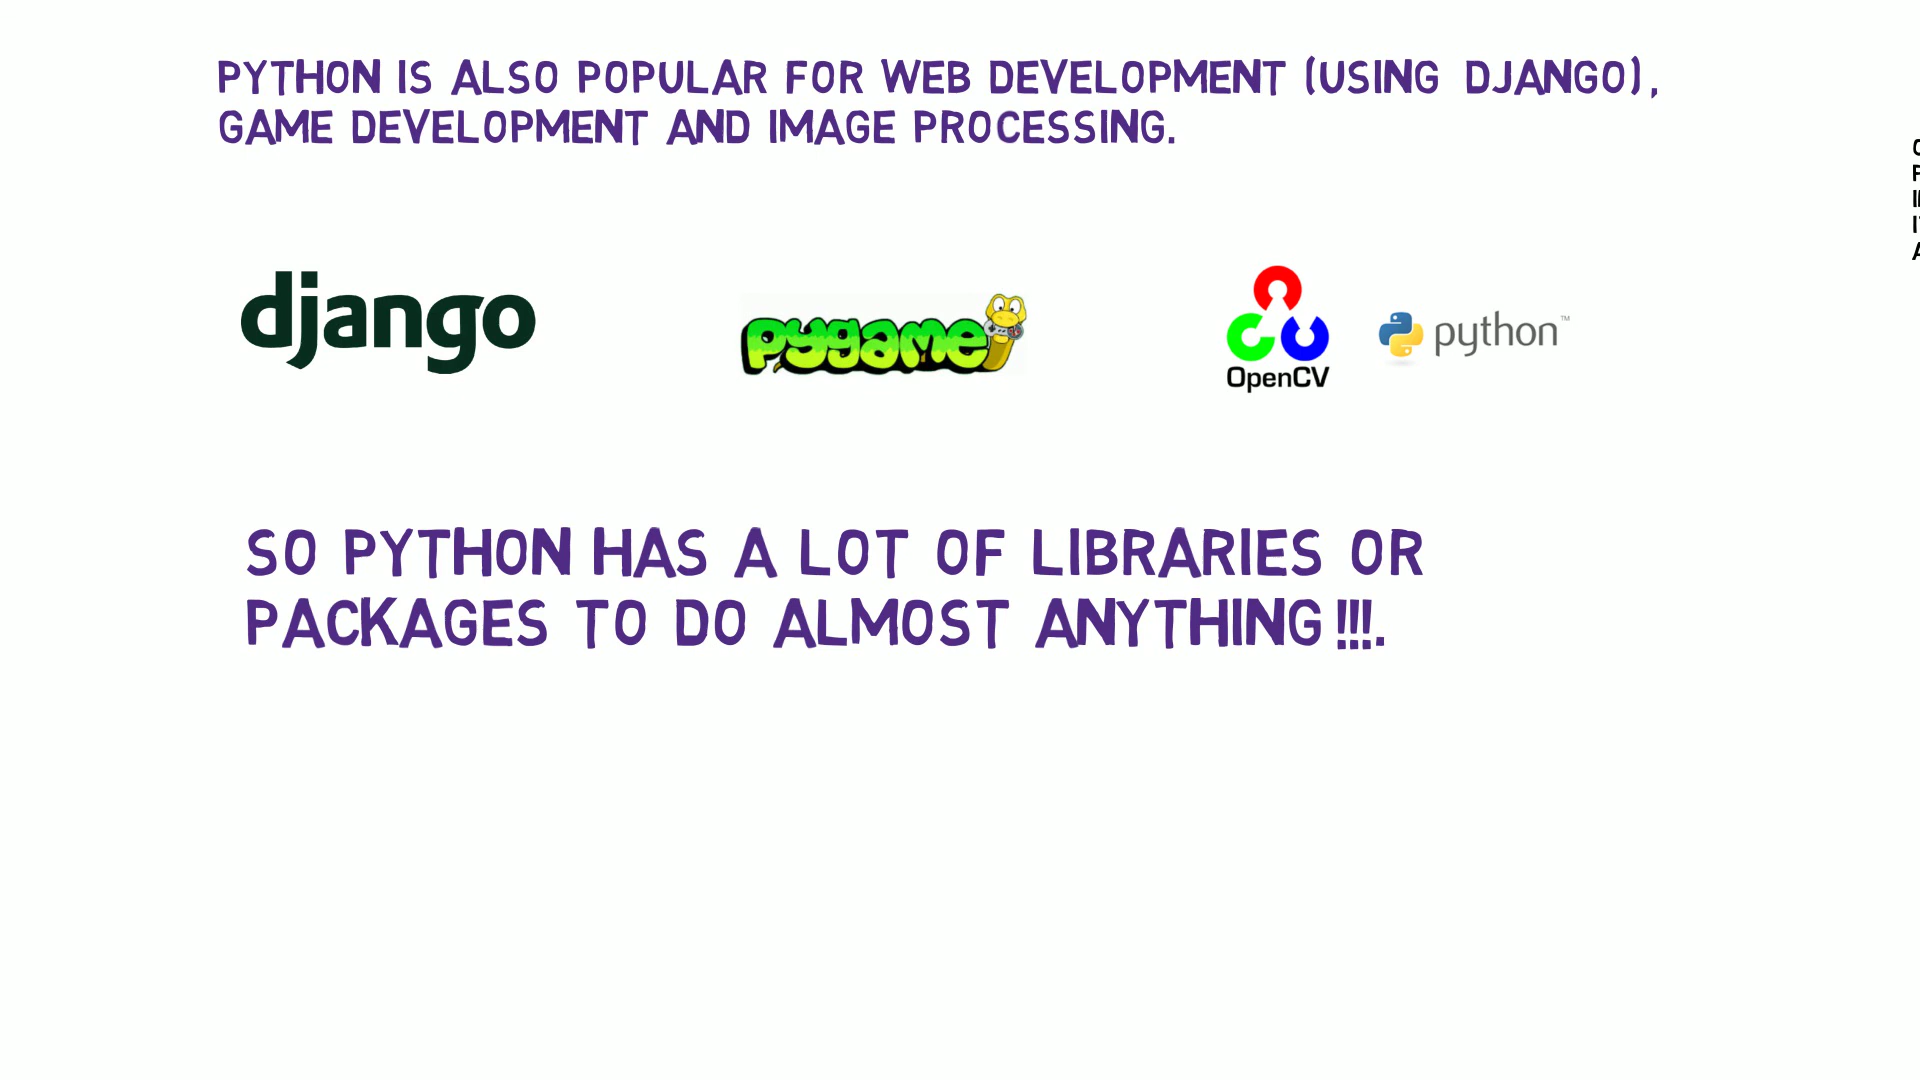 PYTHON IS ALSO POPULAR FOR WEB DEVELOPMENT (USING DJANGO),
GAME DEVELOPMENT AND IMAGE PROCESSING.
django
pygame
OpenCV
python™
SO PYTHON HAS A LOT OF LIBRARIES OR
PACKAGES TO DO ALMOST ANYTHING!!!.